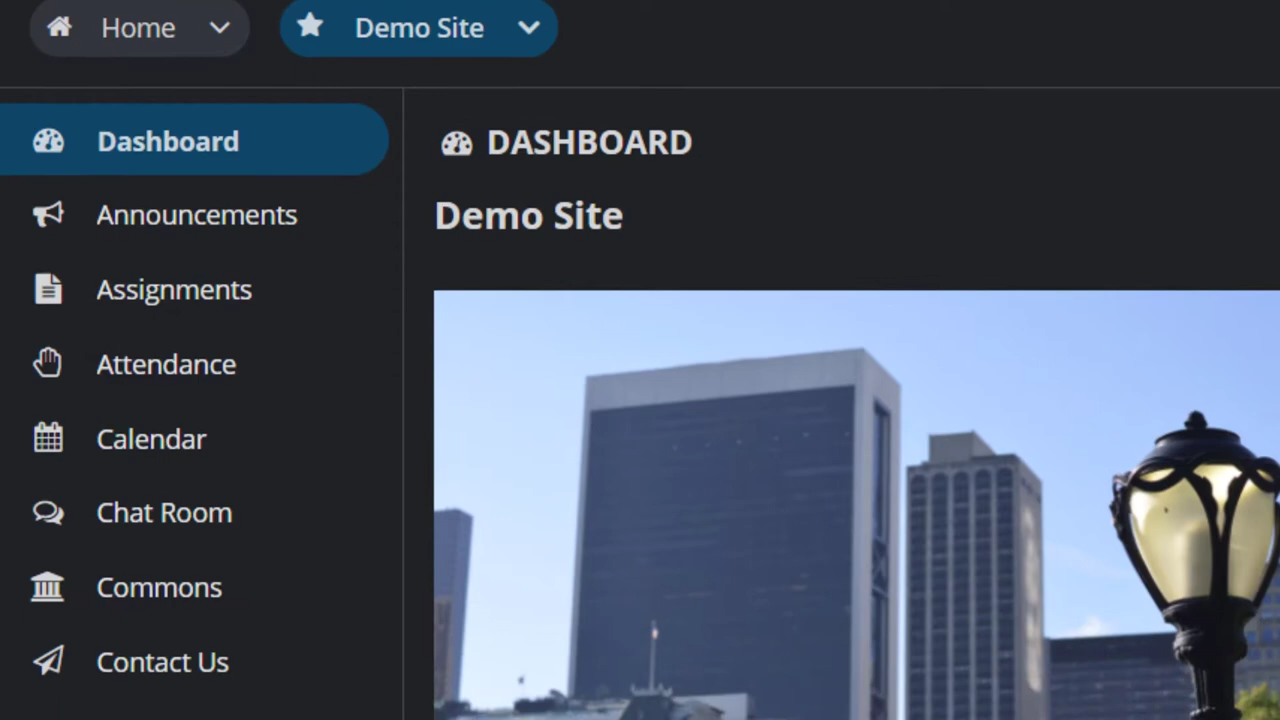 Home
Demo Site
Dashboard
Announcements
Assignments
Attendance
Calendar
Chat Room
Commons
Contact Us
DASHBOARD
Demo Site